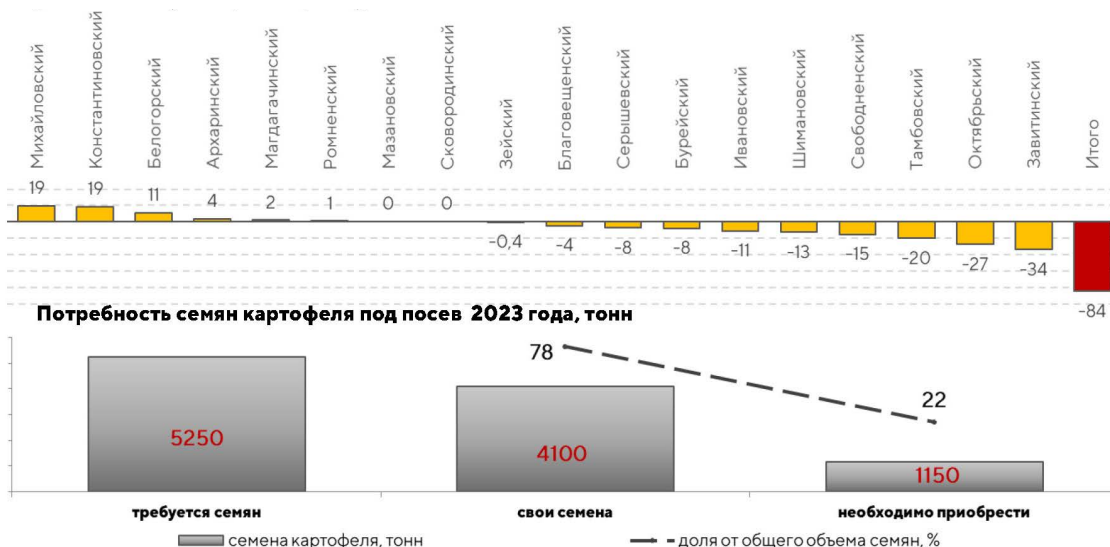 Михайловский
Константиновский
Белогорский
Архаринский
Магдагачинский
Ромненский
Мазановский
Сковородинский
Зейский
Благовещенский
Серышевский
Бурейский
Ивановский
Шимановский
Свободненский
Тамбовский
Октябрьский
Завитинский
Итого
19 19 11 4 2 1 0 0
-0,4 -4 -8 -8 -11 -13 -15 -20 -27 -34 -84
Потребность семян картофеля под посев 2023 года, тонн
78
22
5250 4100 1150
требуется семян свои семена необходимо приобрести
семена картофеля, тонн доля от общего объема семян, %